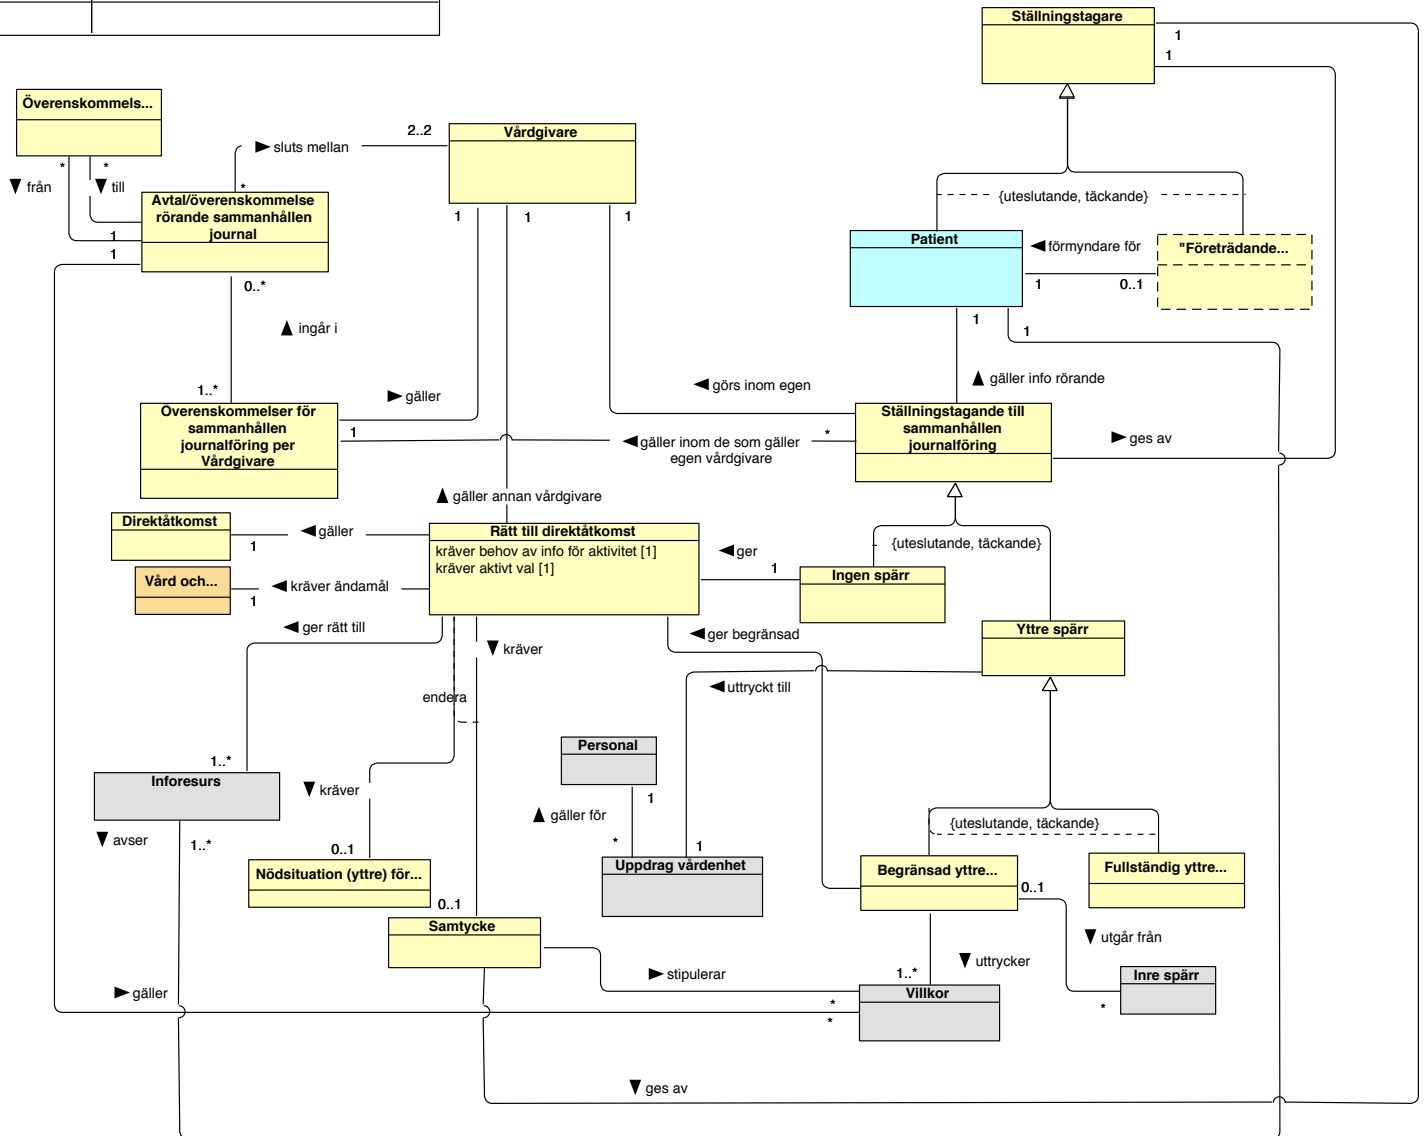 Ställningstagare
1
1
Överenskommels...
2..2
Vårdgivare
sluts mellan
* *
från
till
*
Avtal/överenskommelse
rörande sammanhållen
journal
{uteslutande, täckande}
1
1
1
1
1
Patient
förmyndare för
"Företrädande...
1
0..1
0..*
1
1
ingår i
görs inom egen
gäller info rörande
1..*
gäller
Överenskommelser för
sammanhållen
journalföring per
Vårdgivare
Ställningstagande till
sammanhållen
journalföring
1
*
gäller inom de som gäller
egen vårdgivare
ges av
gäller annan vårdgivare
Direktåtkomst
gäller
1
Rätt till direktåtkomst
kräver behov av info för aktivitet [1]
kräver aktivt val [1]
{uteslutande, täckande}
ger
1
Ingen spärr
Vård och...
kräver ändamål
1
ger rätt till
kräver
ger begränsad
Yttre spärr
uttryckt till
endera
Personal
1..*
Inforesurs
kräver
1
gäller för
{uteslutande, täckande}
avser
1..*
0..1
*
1
Nödsituation (yttre) för...
Uppdrag vårdenhet
Begränsad yttre...
0..1
Fullständig yttre...
0..1
Samtycke
utgår från
uttrycker
stipulerar
1..*
Inre spärr
gäller
Villkor
*
*
*
ges av